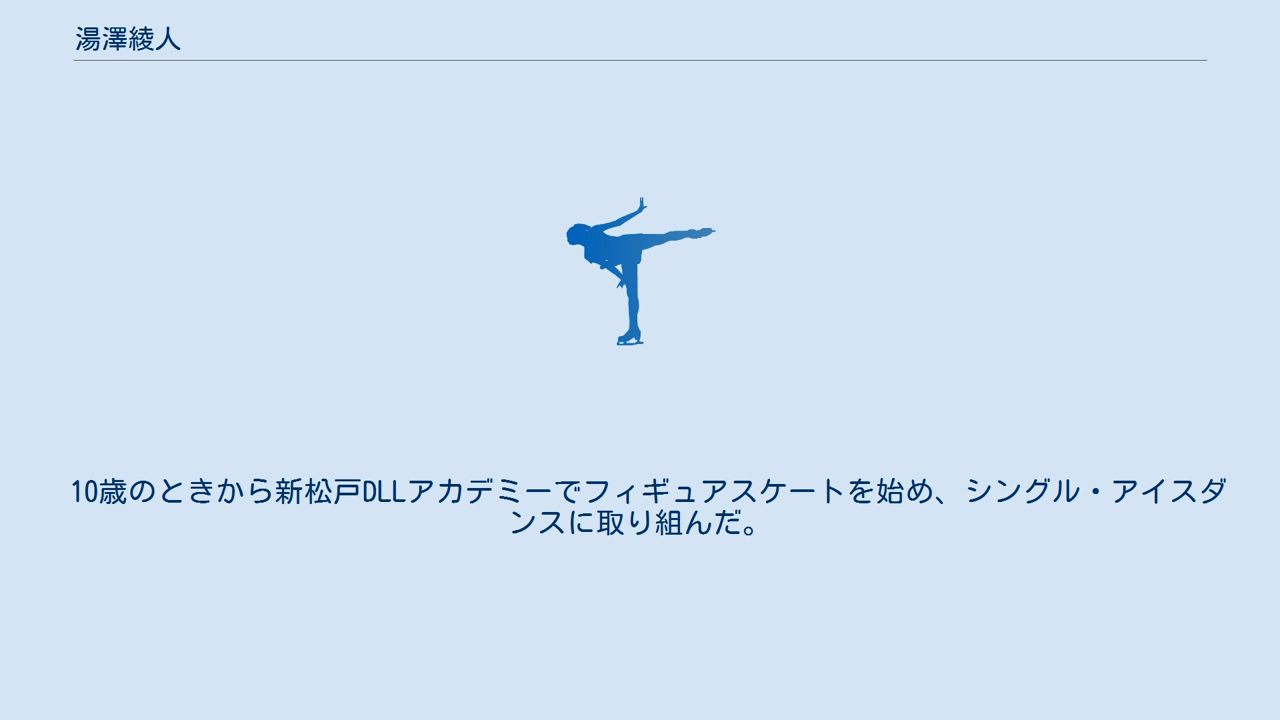 湯澤綾人
10歳のときから新松戸DLLアカデミーでフィギュアスケートを始め、シングル・アイスダ
ンスに取り組んだ。